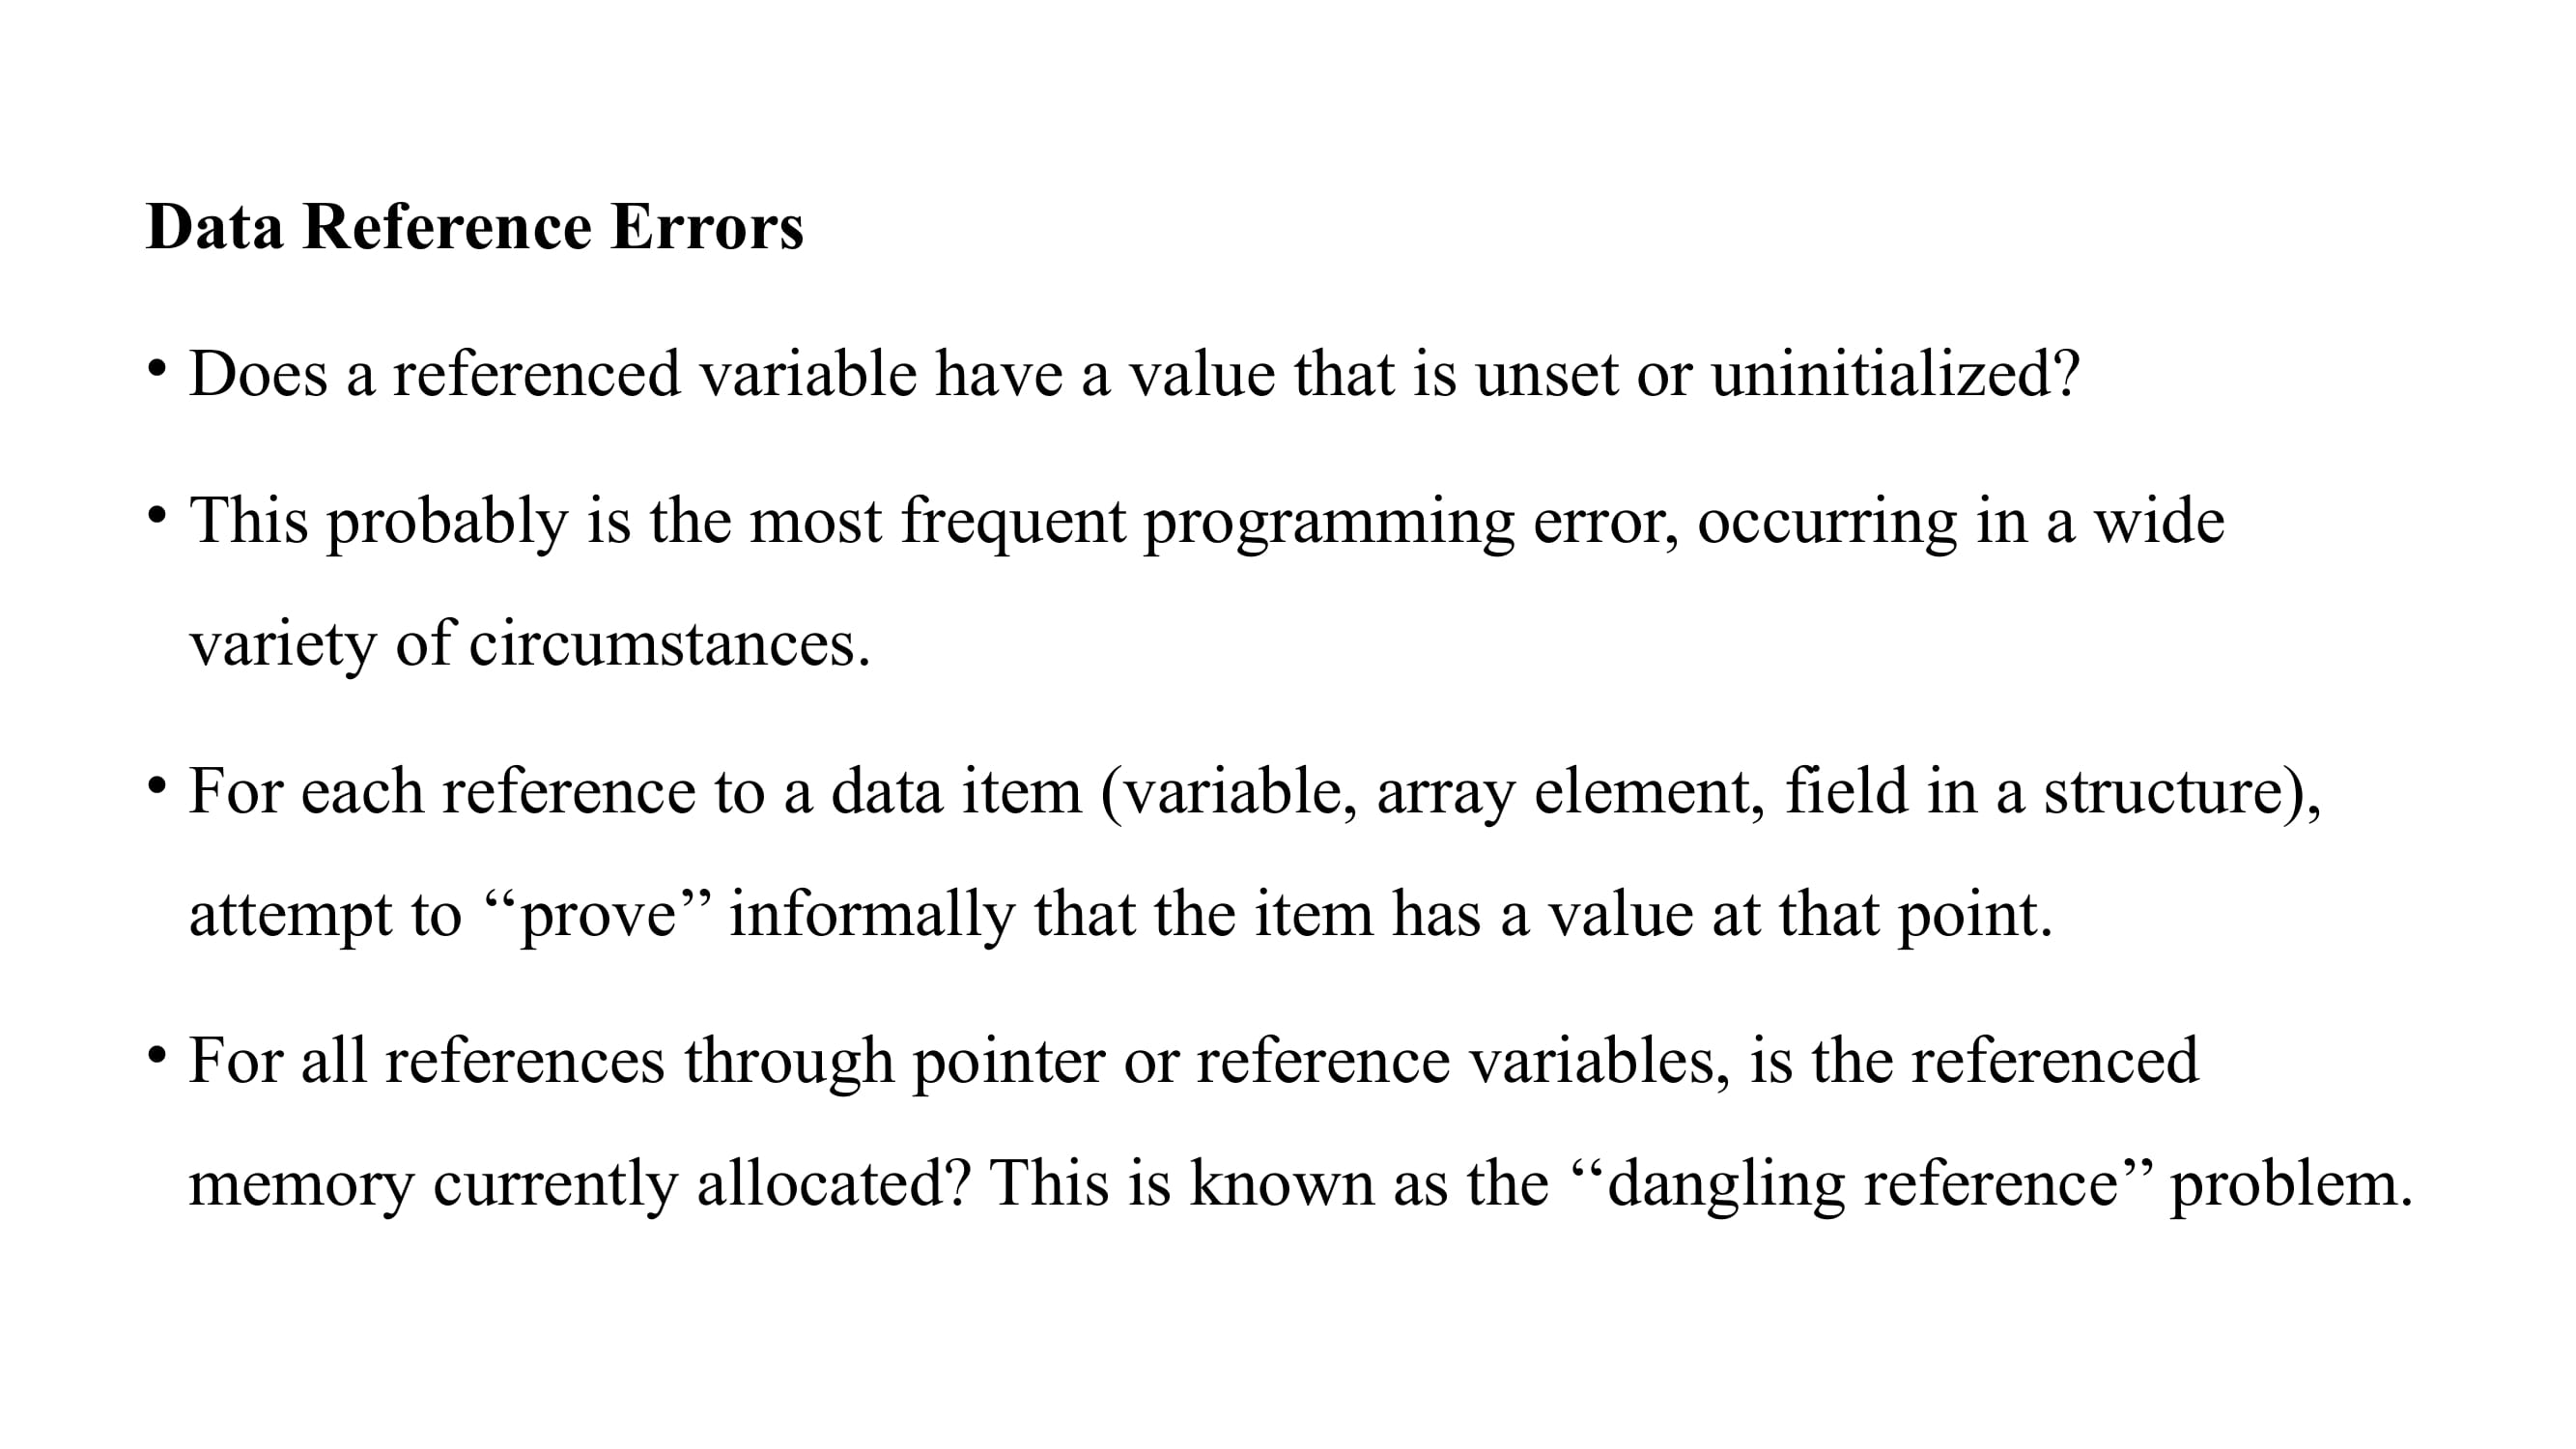 Data Reference Errors
• Does a referenced variable have a value that is unset or uninitialized?
• This probably is the most frequent programming error, occurring in a wide
variety of circumstances.
• For each reference to a data item (variable, array element, field in a structure),
attempt to ‘‘prove’’ informally that the item has a value at that point.
• For all references through pointer or reference variables, is the referenced
memory currently allocated? This is known as the ‘‘dangling reference’’ problem.